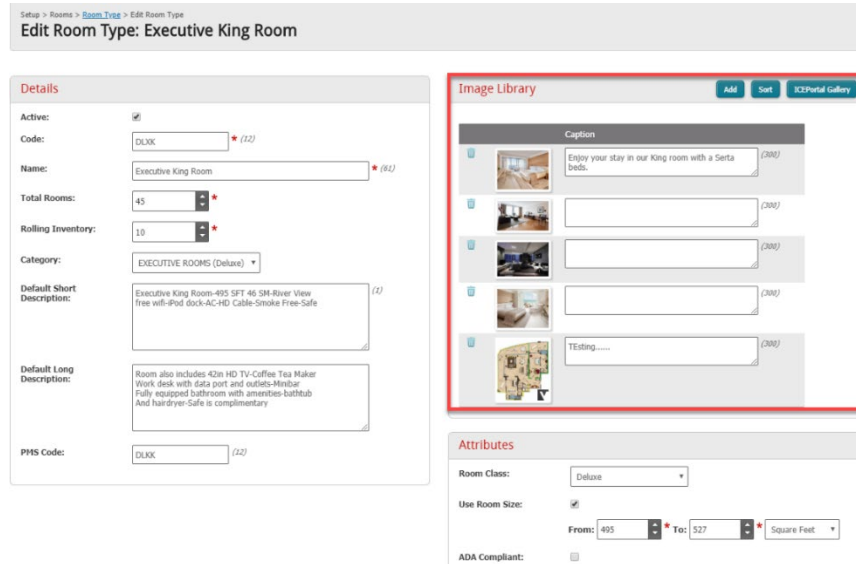 Setup > Rooms > Room Type > Edit Room Type
Edit Room Type: Executive King Room
Details
Active:
Code:
DLXK
* (12)
Name:
Executive King Room
* (61)
Total Rooms:
45
*
Rolling Inventory:
10
*
Category:
EXECUTIVE ROOMS (Deluxe)
Default Short
Description:
Executive King Room-495 SFT 46 SM-River View
free wifi-iPod dock-AC-HD Cable-Smoke Free-Safe
(1)
Default Long
Description:
Room also includes 42in HD TV-Coffee Tea Maker
Work desk with data port and outlets-Minibar
Fully equipped bathroom with amenities-bathtub
And hairdryer-Safe is complimentary
PMS Code:
DLKK
(12)
Image Library
Add
Sort
ICEPortal Gallery
Caption
Enjoy your stay in our King room with a Serta
beds.
(300)
(300)
(300)
(300)
TEsting......
(300)
Attributes
Room Class:
Deluxe
Use Room Size:
From: 495 * To: 527 * Square Feet
ADA Compliant: